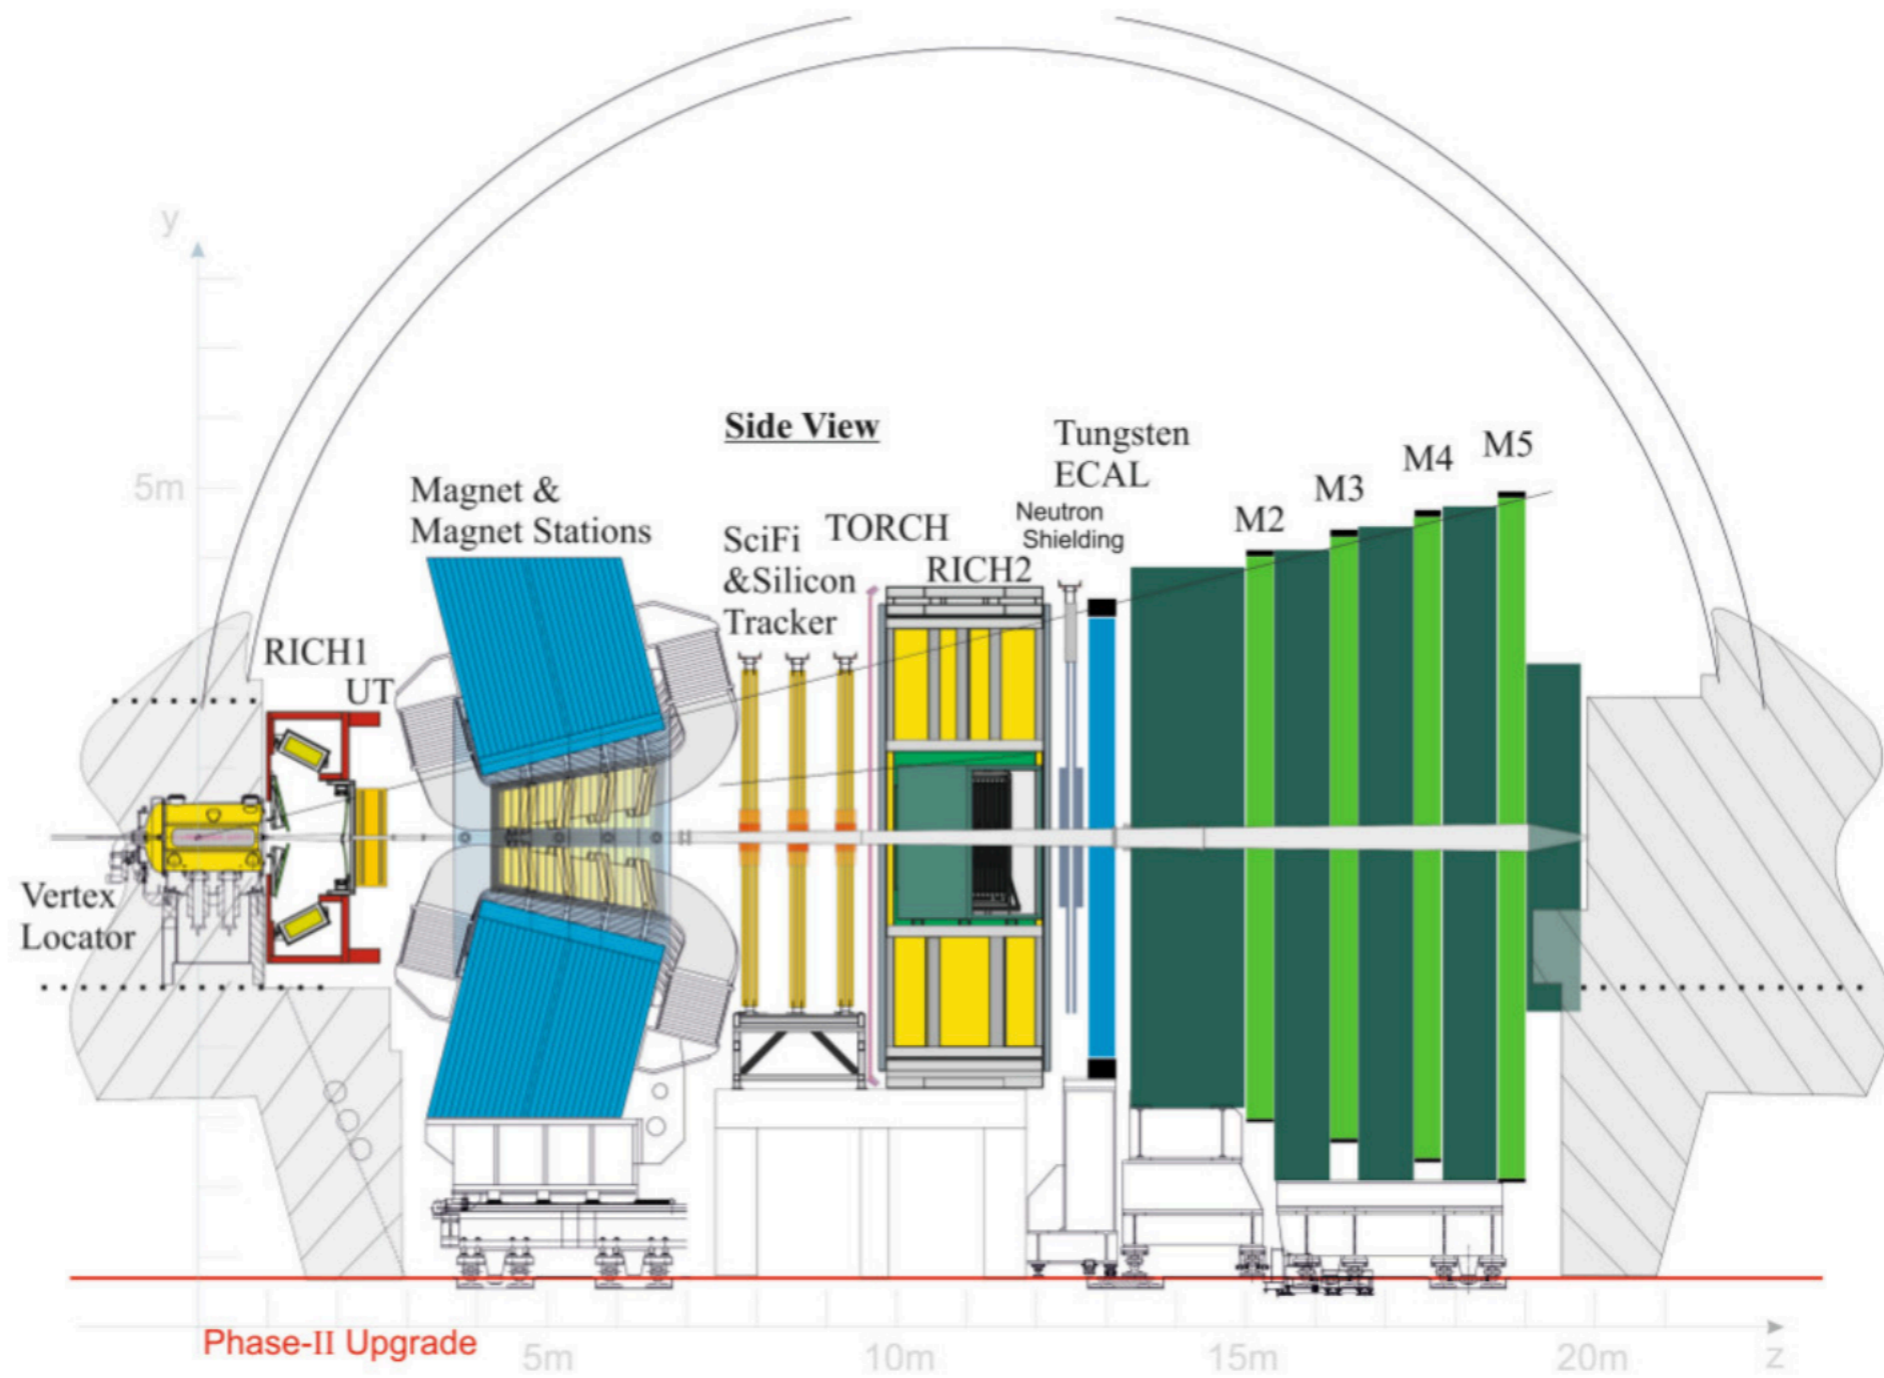 y
5m
Side View
Magnet &
Magnet Stations
SciFi
&Silicon
Tracker
TORCH
RICH2
Tungsten
ECAL
Neutron
Shielding
M2
M3
M4
M5
RICH1
UT
Vertex
Locator
Phase-II Upgrade
5m
10m
15m
20m
z